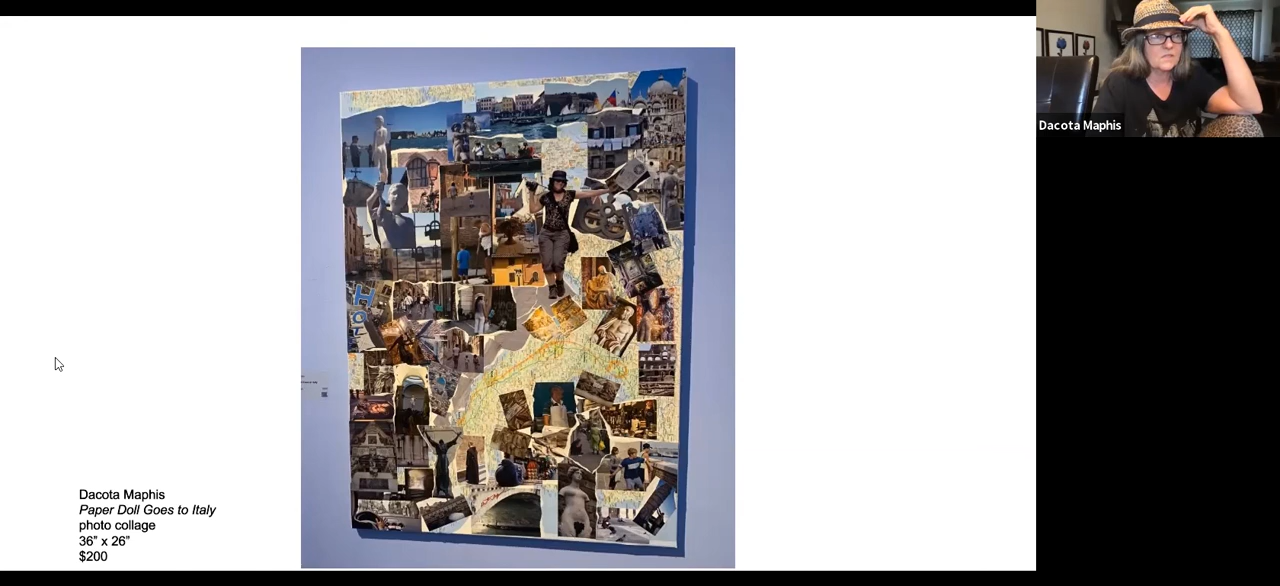 Dacota Maphis
Dacota Maphis
Paper Doll Goes to Italy
photo collage
36” x 26”
$200